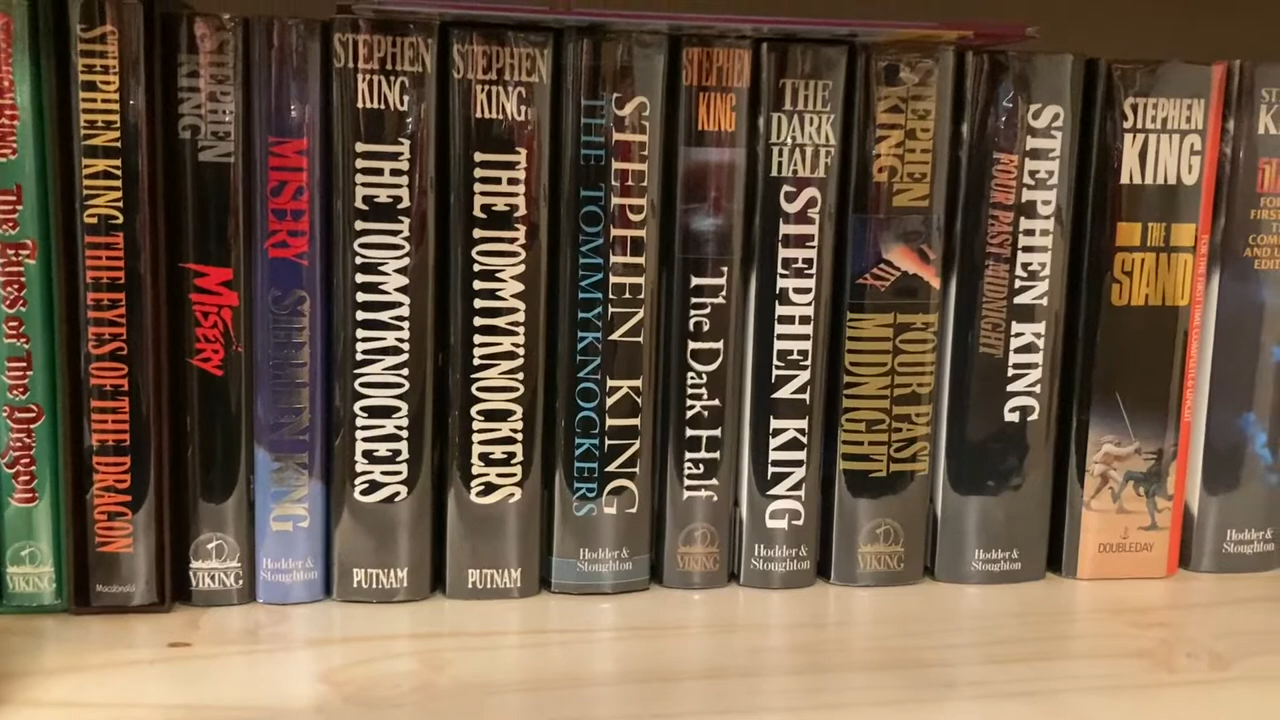 The Eyes of The Dragon
VIKING
STEPHEN KING THE EYES OF THE DRAGON
Macdonald
STEPHEN
KING
MISERY
VIKING
MISERY STEPHEN KING
Hodder &
Stoughton
STEPHEN
KING
THE TOMMYKNOCKERS
PUTNAM
STEPHEN
KING
THE TOMMYKNOCKERS
PUTNAM
STEPHEN KING
THE TOMMYKNOCKERS
Hodder &
Stoughton
STEPHEN
KING
The Dark Half
VIKING
THE
DARK
HALF
STEPHEN KING
Hodder &
Stoughton
STEPHEN
KING
FOUR PAST
MIDNIGHT
VIKING
STEPHEN KING
FOUR PAST MIDNIGHT
Hodder &
Stoughton
STEPHEN
KING
THE
STAND
DOUBLEDAY
FOR THE FIRST TIME COMPLETE & UNCUT
Hodder &
Stoughton